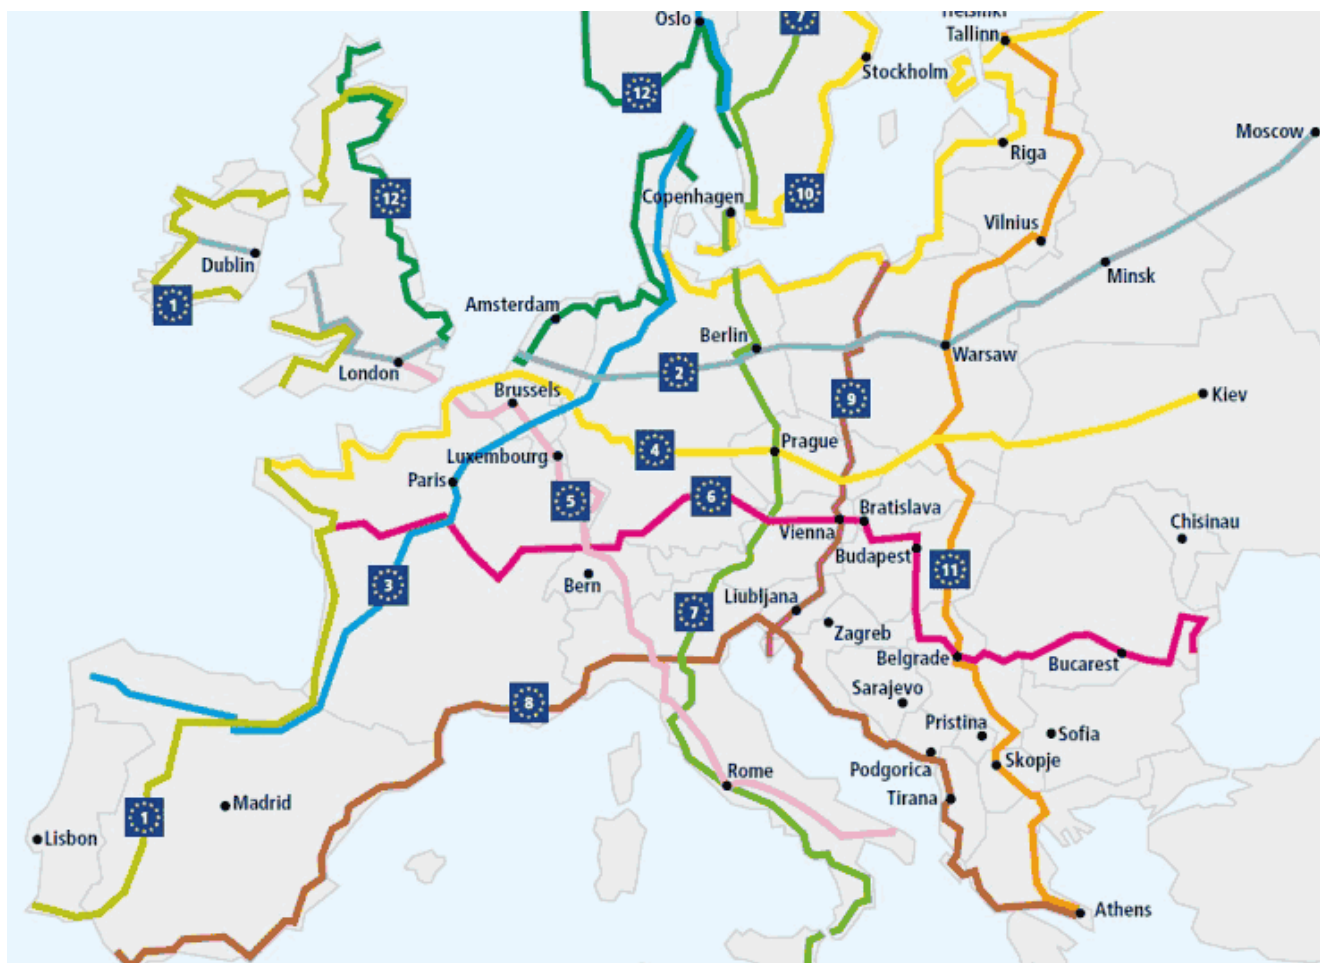 Oslo
7
Helsinki
Tallinn
Stockholm
12
Moscow
Riga
12
Copenhagen
10
Vilnius
Dublin
Minsk
1
Amsterdam
Berlin
Warsaw
London
2
Brussels
9
Kiev
Prague
4
Luxembourg
Paris
5
6
Bratislava
Vienna
Chisinau
Budapest
11
Bern
3
Liubljana
7
Zagreb
Belgrade
Bucarest
Sarajevo
8
Pristina
Sofia
Skopje
Podgorica
Rome
Tirana
Madrid
1
Lisbon
Athens